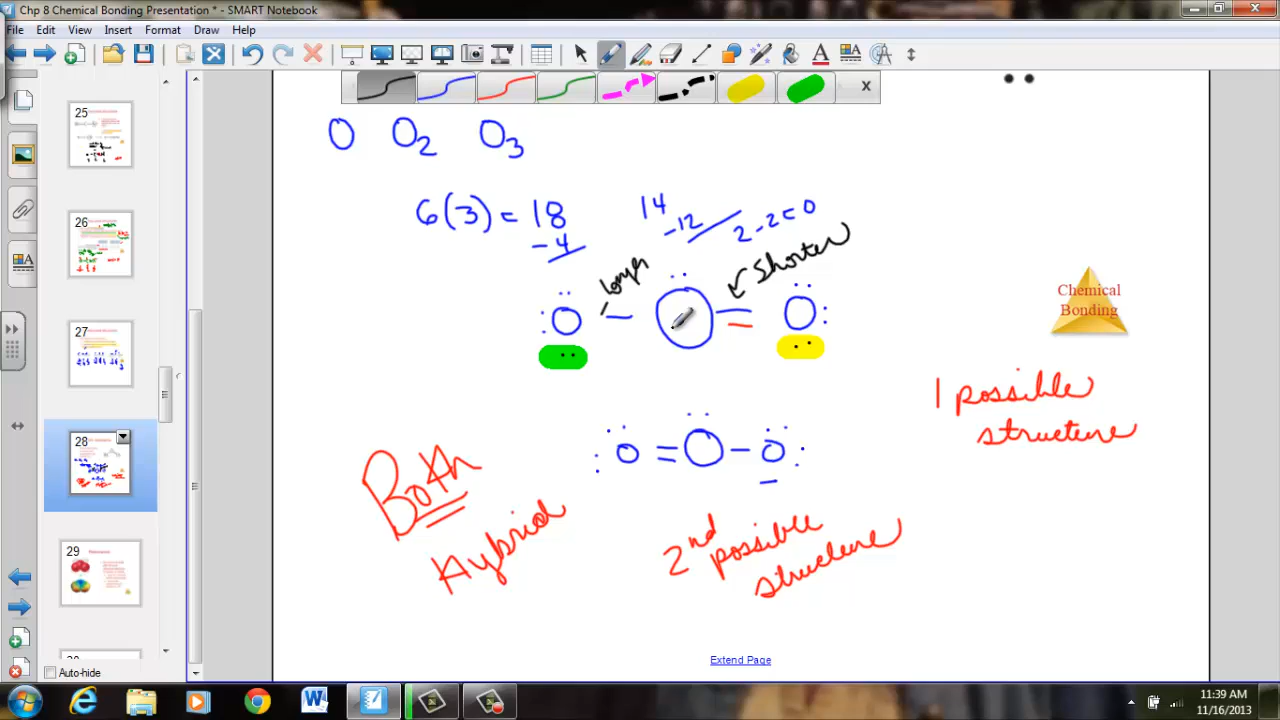 Chp 8 Chemical Bonding Presentation * - SMART Notebook
File Edit View Insert Format Draw Help
25
26
27
28
29
30
Auto-hide
O O₂ O₃
6(3) = 18
-4
14
-12
2-2=0
Longer
Shorter
O - O = O
O = O - O
Chemical
Bonding
1 possible
structure
Both
Hybrid
2nd possible
structure
Extend Page
11:39 AM
11/16/2013